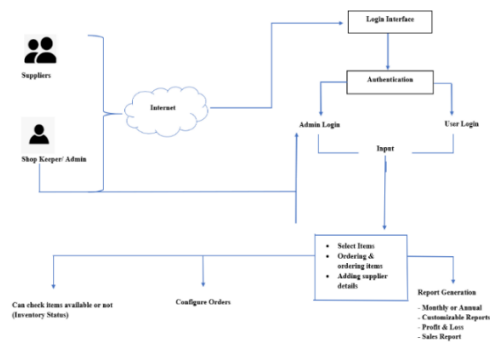 Login Interface
Suppliers
Authentication
Internet
Admin Login
User Login
Shop Keeper/ Admin
Input
• Select Items
• Ordering &
ordering items
• Adding supplier
details
Can check Items available or not
(Inventory Status)
Configure Orders
Report Generation
- Monthly or Annual
- Customizable Reports
- Profit & Loss
- Sales Report